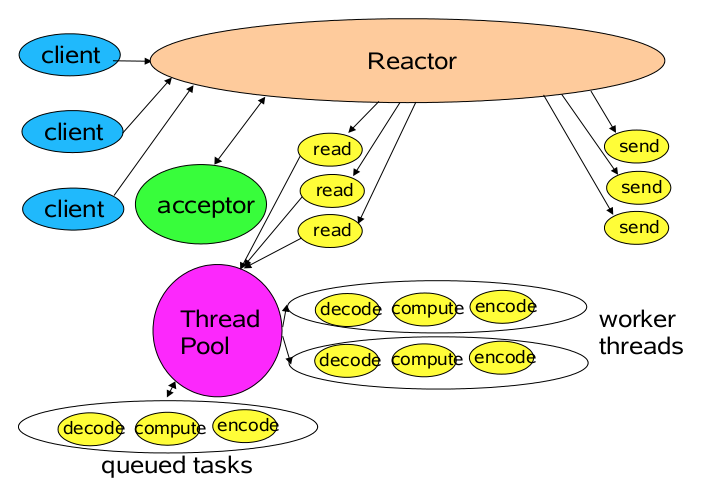 client
Reactor
client
client
acceptor
read
read
read
send
send
send
Thread
Pool
decode compute encode
decode compute encode
worker
threads
decode compute encode
queued tasks